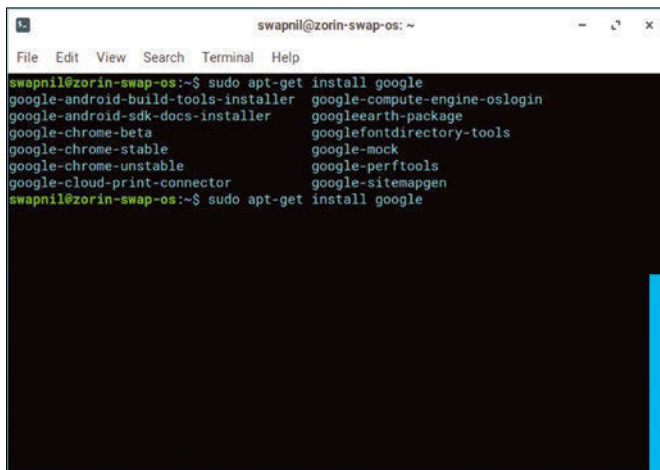 swapnil@zorin-swap-os: ~
File Edit View Search Terminal Help
swapnil@zorin-swap-os:~$ sudo apt-get install google
google-android-build-tools-installer google-compute-engine-oslogin
google-android-sdk-docs-installer googleearth-package
google-chrome-beta googlefontdirectory-tools
google-chrome-stable google-mock
google-chrome-unstable google-perftools
google-cloud-print-connector google-sitemapgen
swapnil@zorin-swap-os:~$ sudo apt-get install google